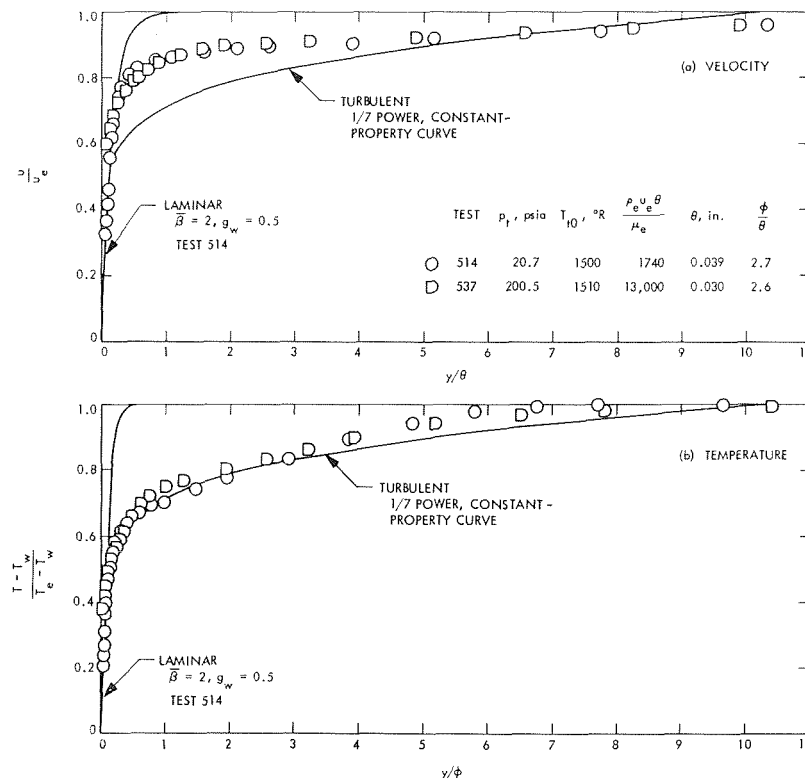 1.0
0.8
0.6
0.4
0.2
0
u/u_e
(a) VELOCITY
TURBULENT
1/7 POWER, CONSTANT-
PROPERTY CURVE
LAMINAR
β̅ = 2, g_w = 0.5
TEST 514
TEST p_t, psia T_t0, °R ρ_e u_e θ/μ_e θ, in. ϕ/θ
514 20.7 1500 1740 0.039 2.7
537 200.5 1510 13,000 0.030 2.6
0 1 2 3 4 5 6 7 8 9 10 11
y/θ
1.0
0.8
0.6
0.4
0.2
0
T - T_w/T_e - T_w
(b) TEMPERATURE
TURBULENT
1/7 POWER, CONSTANT-
PROPERTY CURVE
LAMINAR
β̅ = 2, g_w = 0.5
TEST 514
0 1 2 3 4 5 6 7 8 9 10 1
y/ϕ